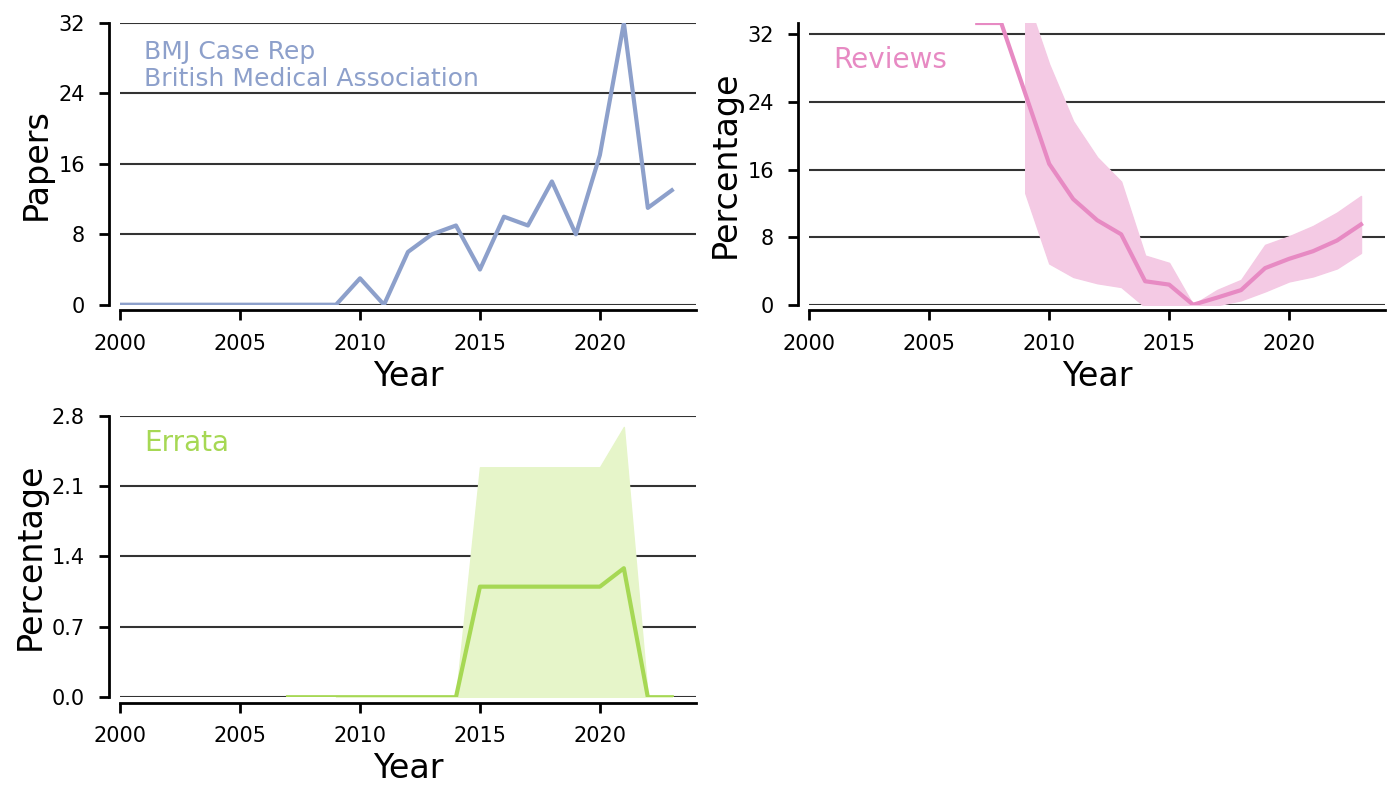 32
24
16
8
0
Papers
BMJ Case Rep
British Medical Association
2000 2005 2010 2015 2020
Year
32
24
16
8
0
Percentage
Reviews
2000 2005 2010 2015 2020
Year
2.8
2.1
1.4
0.7
0.0
Percentage
Errata
2000 2005 2010 2015 2020
Year